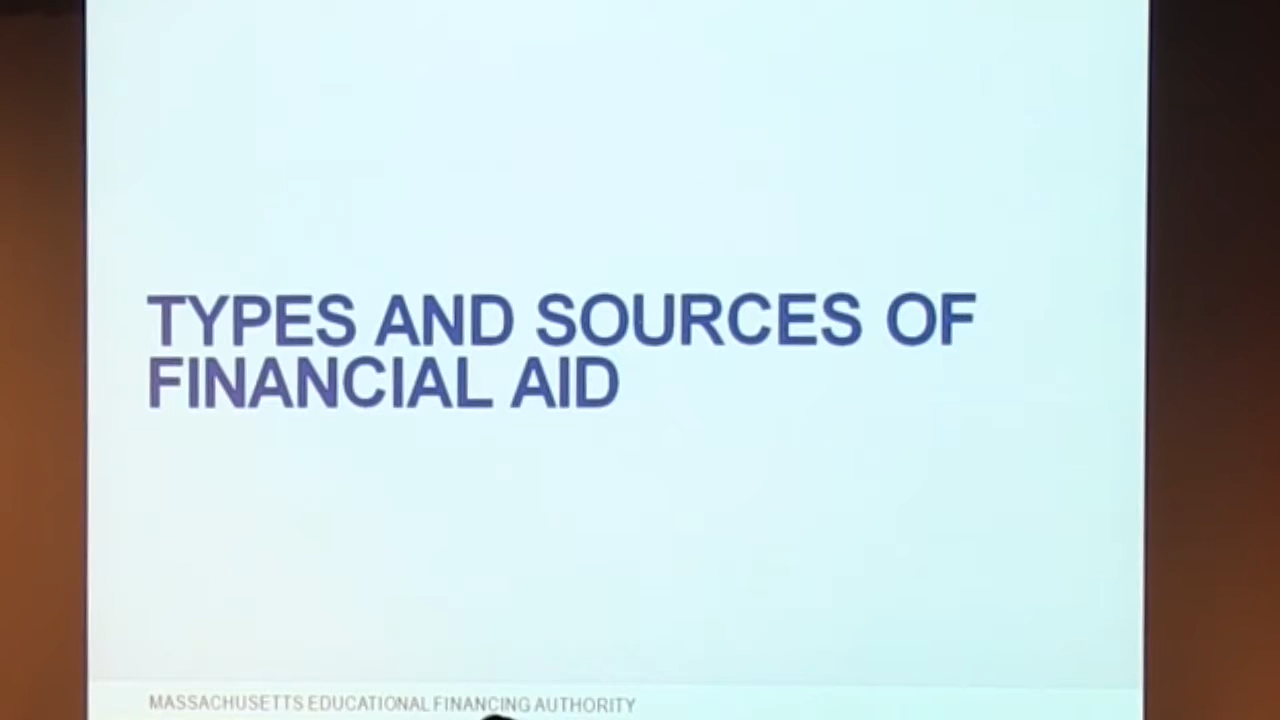 TYPES AND SOURCES OF
FINANCIAL AID
MASSACHUSETTS EDUCATIONAL FINANCING AUTHORITY